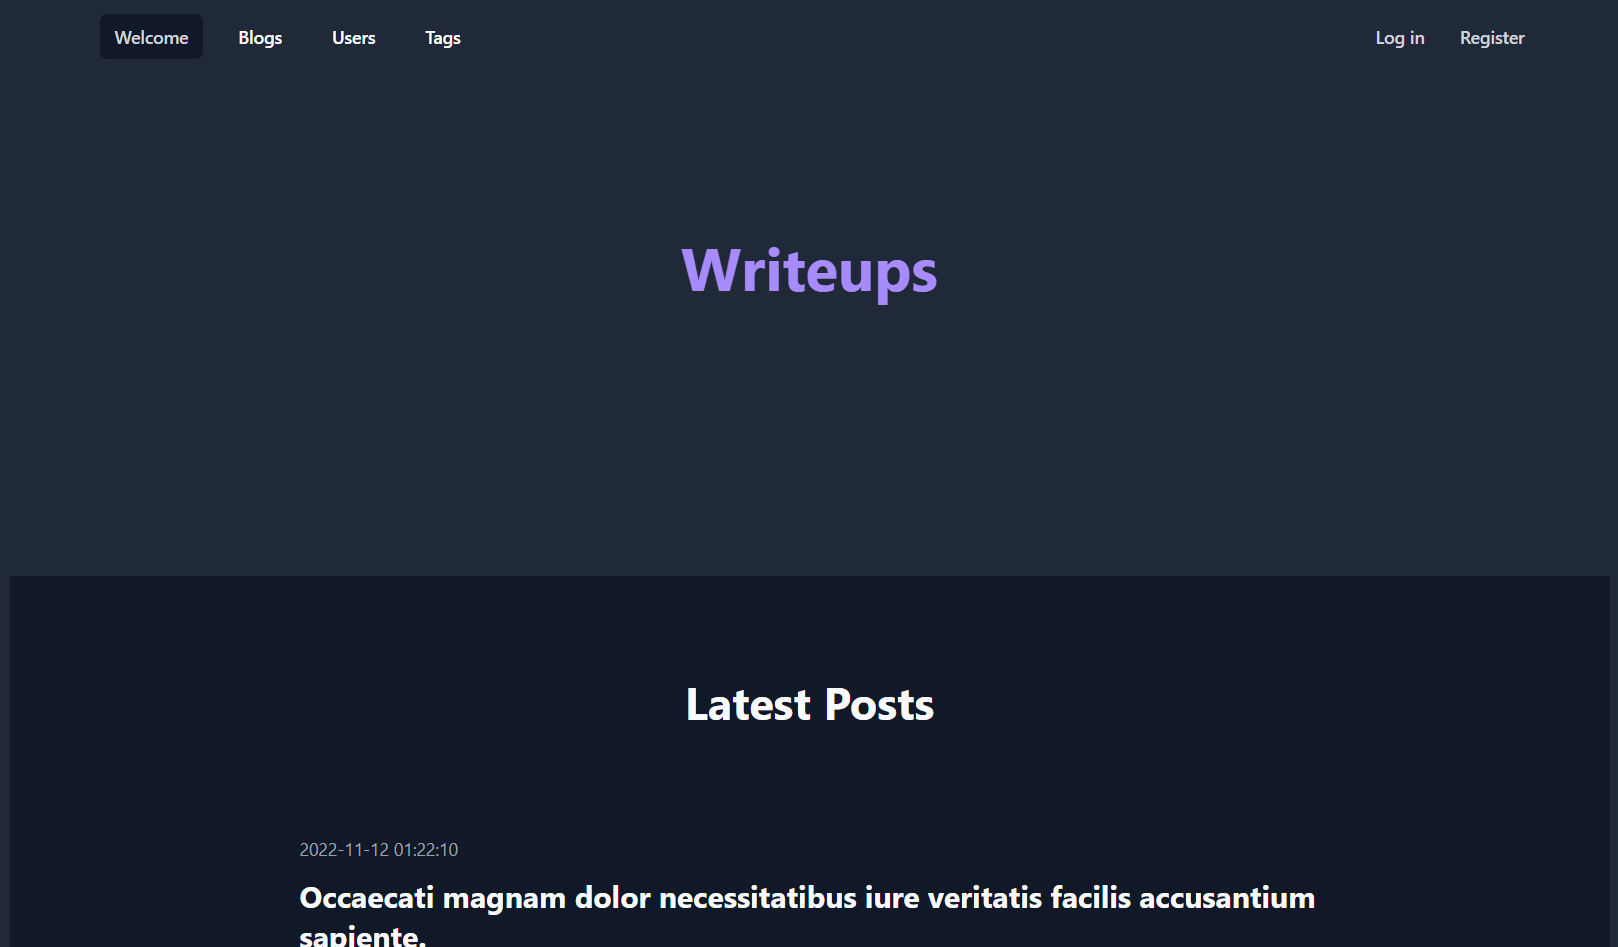 Welcome Blogs Users Tags Log in Register
Writeups
Latest Posts
2022-11-12 01:22:10
Occaecati magnam dolor necessitatibus iure veritatis facilis accusantium
sapiente.